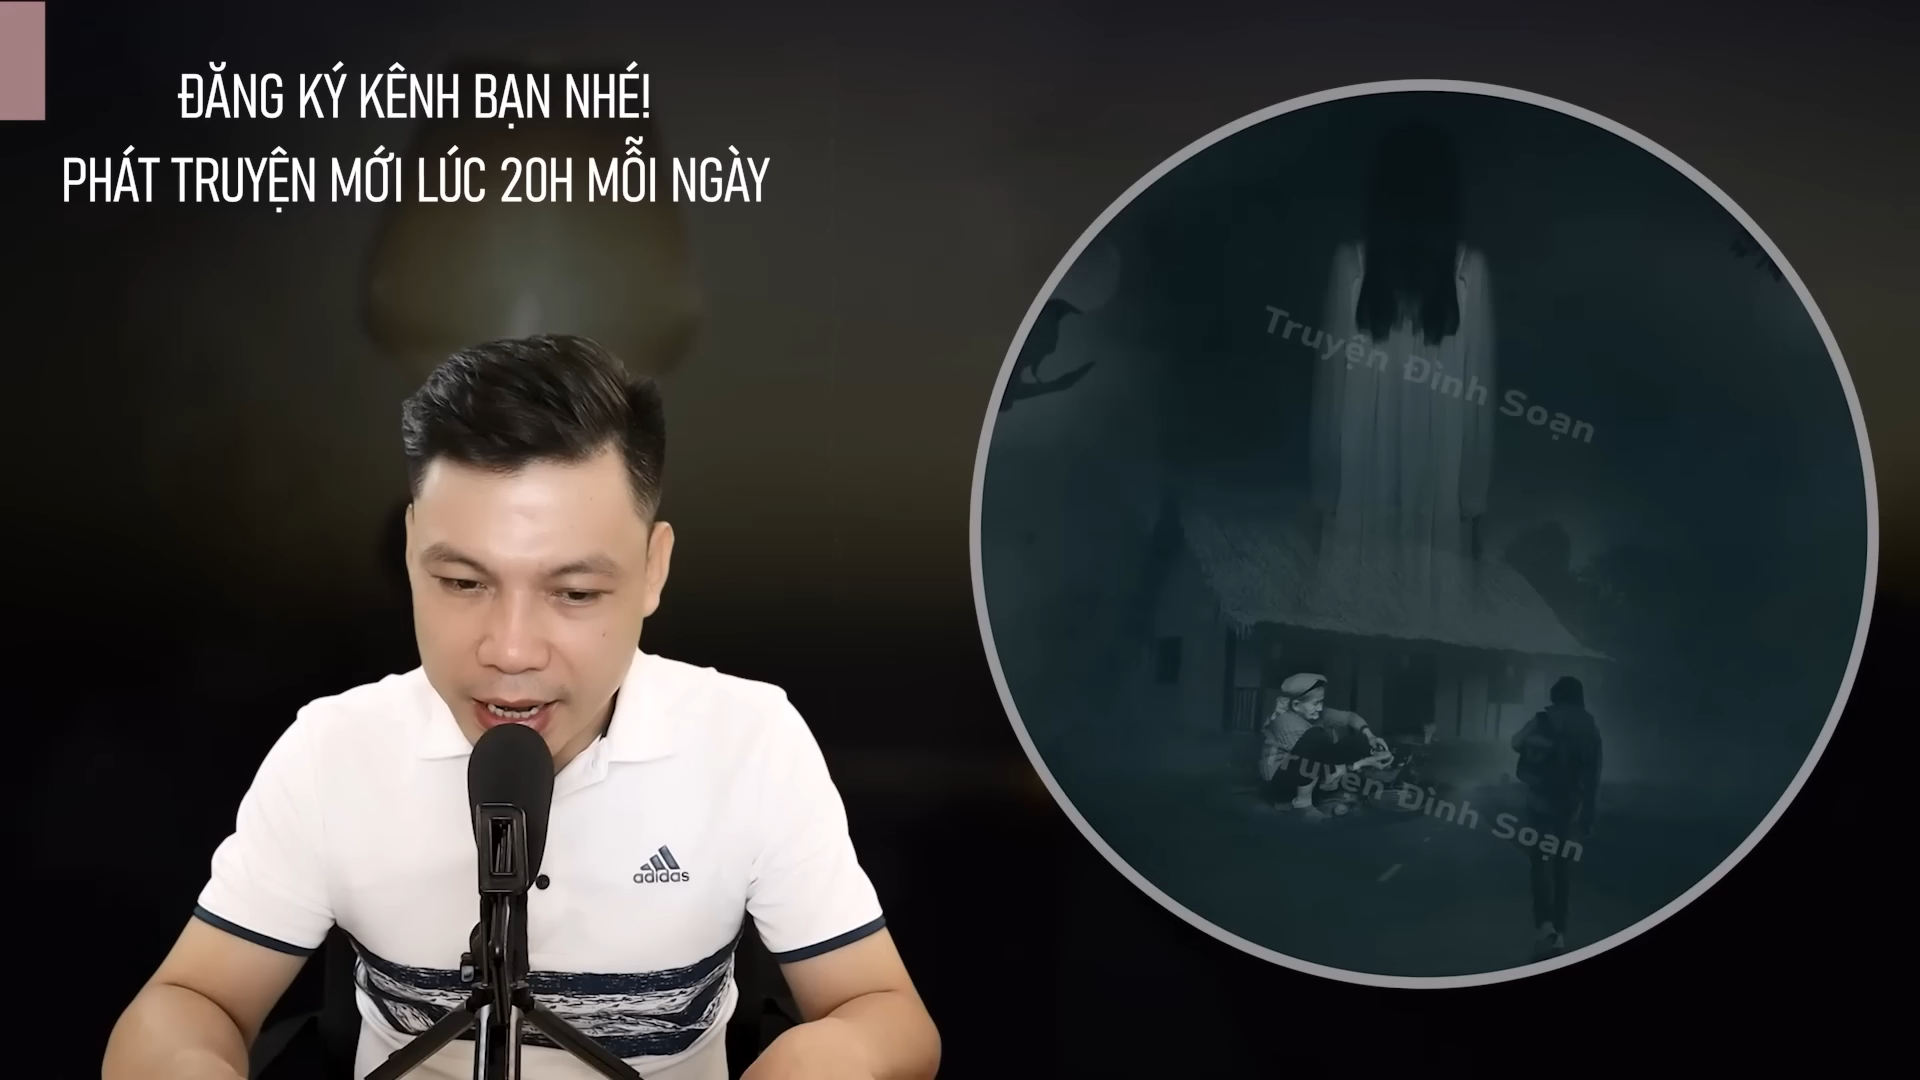 ĐĂNG KÝ KÊNH BẠN NHÉ!
PHÁT TRUYỆN MỚI LÚC 20H MỖI NGÀY
Truyện Đình Soạn
adidas
Truyện Đình Soạn